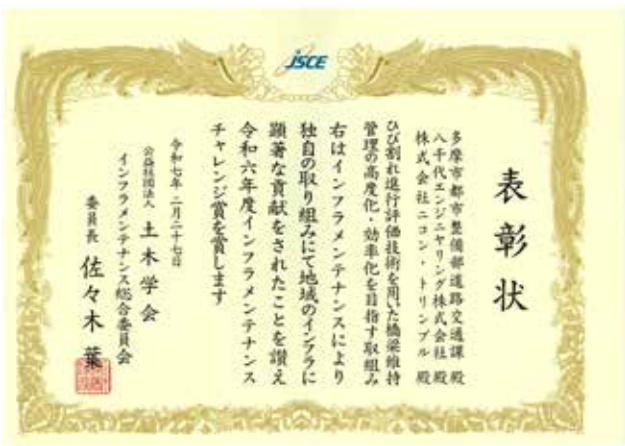 JSCE
表彰状
多摩市都市整備部道路交通課 殿
八千代エンジニヤリング株式会社 殿
株式会社ニコン・トリンブル 殿
ひび割れ進行評価技術を用いた橋梁維持
管理の高度化・効率化を目指す取組み
右はインフラメンテナンスにより
独自の取り組みにて地域のインフラに
顕著な貢献をされたことを讃え
令和六年度インフラメンテナンス
チャレンジ賞を賞します
令和七年 二月二十七日
公益社団法人 土木学会
インフラメンテナンス総合委員会
委員長 佐々木 葉